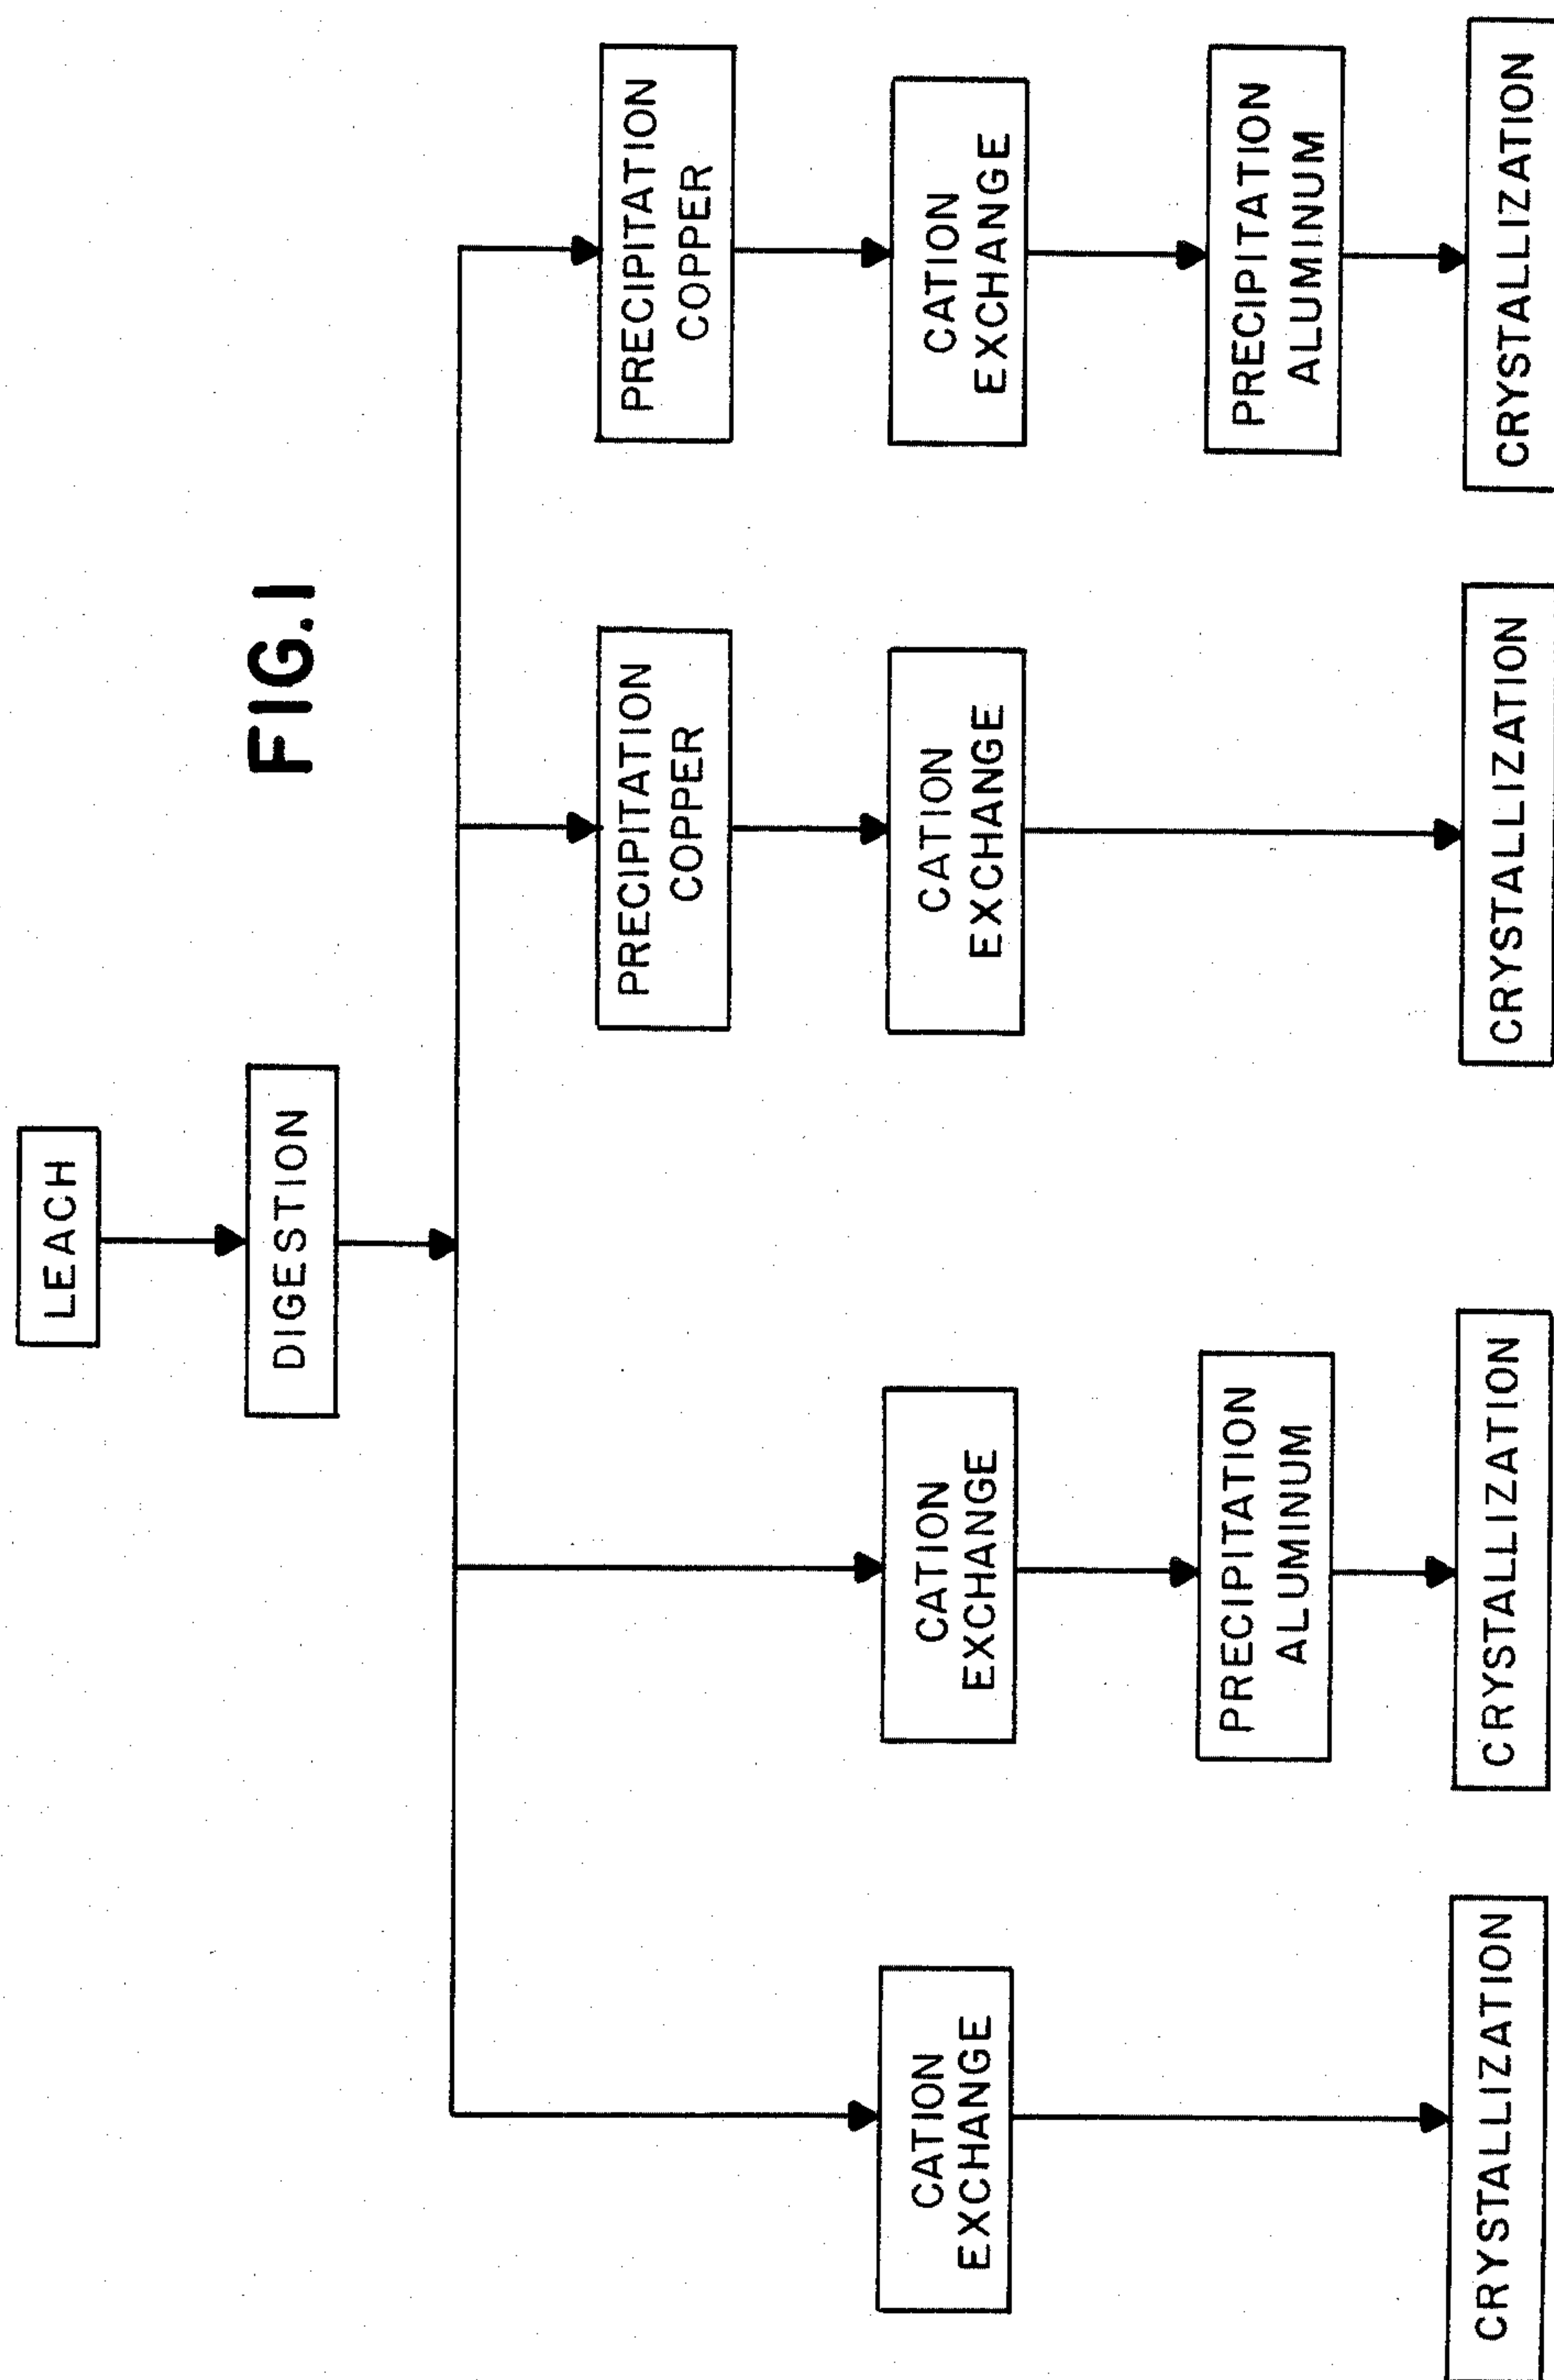 FIG.1
LEACH
DIGESTION
CATION
EXCHANGE
CRYSTALLIZATION
CATION
EXCHANGE
PRECIPITATION
ALUMINUM
CRYSTALLIZATION
PRECIPITATION
COPPER
CATION
EXCHANGE
CRYSTALLIZATION
PRECIPITATION
COPPER
CATION
EXCHANGE
PRECIPITATION
ALUMINUM
CRYSTALLIZATION